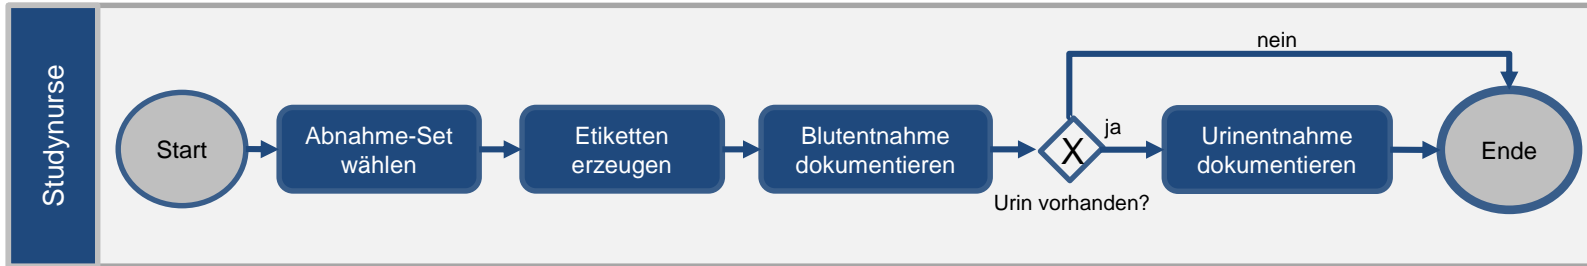 Studynurse
Start
Abnahme-Set
wählen
Etiketten
erzeugen
Blutentnahme
dokumentieren
X
Urin vorhanden?
nein
ja
Urinentnahme
dokumentieren
Ende